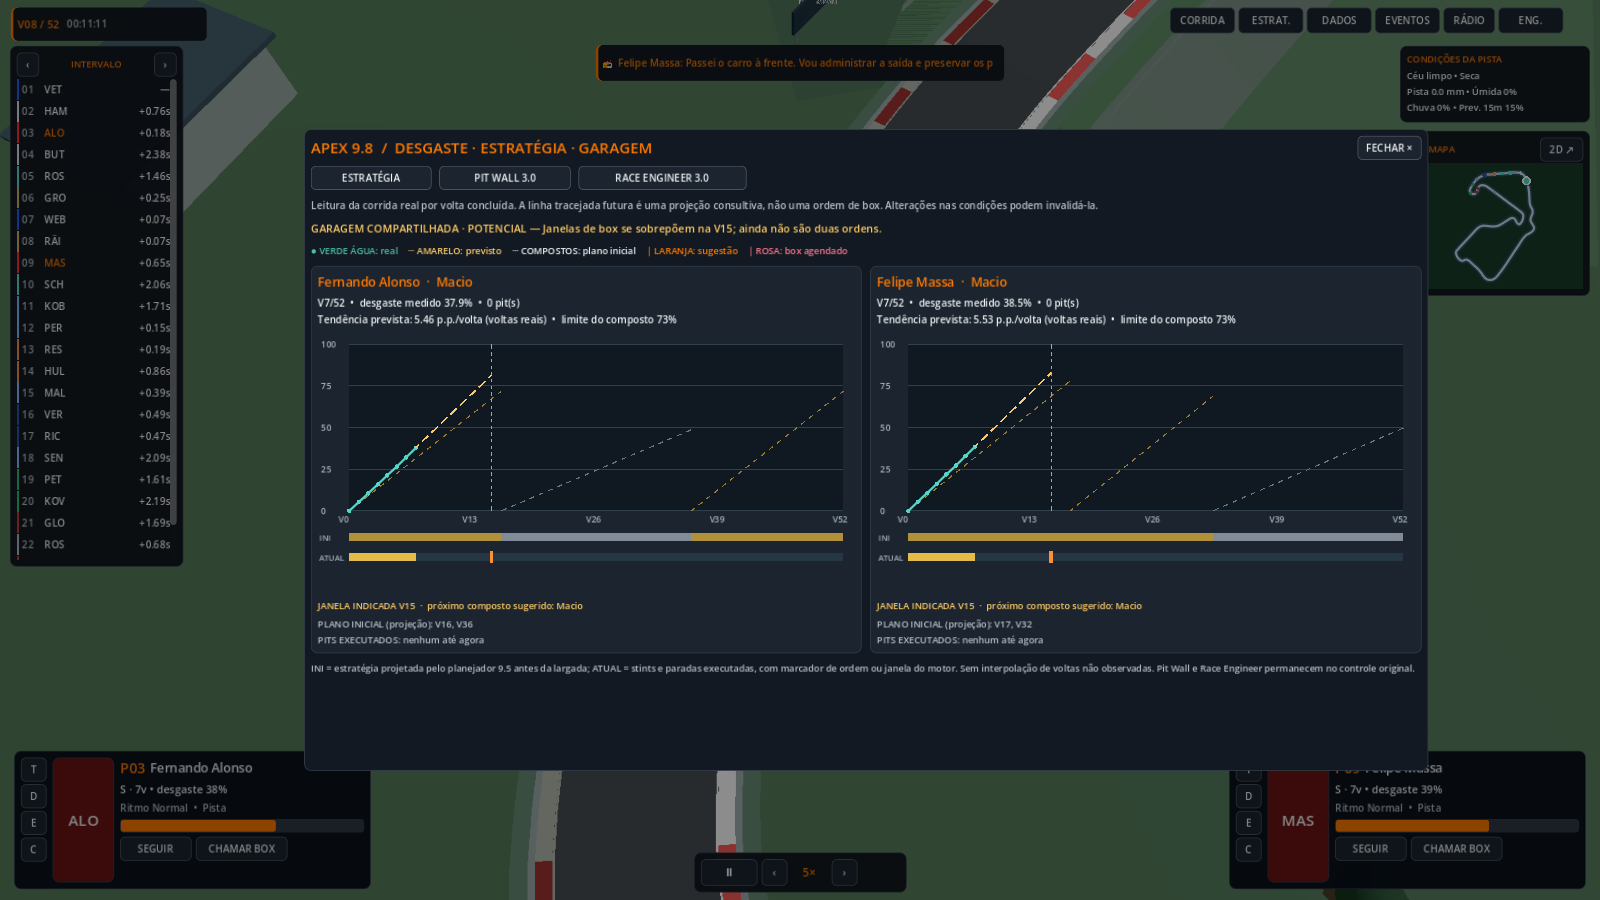 V08 / 52 00:11:11
CORRIDA ESTRAT. DADOS EVENTOS RÁDIO ENG.
Felipe Massa: Passei o carro à frente. Vou administrar a saída e preservar os p
‹ INTERVALO ›
01 VET —
02 HAM +0.76s
03 ALO +0.18s
04 BUT +2.38s
05 ROS +1.46s
06 GRO +0.25s
07 WEB +0.07s
08 RÄI +0.07s
09 MAS +0.65s
10 SCH +2.06s
11 KOB +1.71s
12 PER +0.15s
13 RES +0.19s
14 HUL +0.86s
15 MAL +0.39s
16 VER +0.49s
17 RIC +0.47s
18 SEN +2.09s
19 PET +1.61s
20 KOV +2.19s
21 GLO +1.69s
22 ROS +0.68s
CONDIÇÕES DA PISTA
Céu limpo • Seca
Pista 0.0 mm • Úmida 0%
Chuva 0% • Prev. 15m 15%
MAPA 2D ↗
APEX 9.8 / DESGASTE · ESTRATÉGIA · GARAGEM FECHAR ×
ESTRATÉGIA PIT WALL 3.0 RACE ENGINEER 3.0
Leitura da corrida real por volta concluída. A linha tracejada futura é uma projeção consultiva, não uma ordem de box. Alterações nas condições podem invalidá-la.
GARAGEM COMPARTILHADA · POTENCIAL — Janelas de box se sobrepõem na V15; ainda não são duas ordens.
● VERDE ÁGUA: real — AMARELO: previsto — COMPOSTOS: plano inicial | LARANJA: sugestão | ROSA: box agendado
Fernando Alonso · Macio
V7/52 • desgaste medido 37.9% • 0 pit(s)
Tendência prevista: 5.46 p.p./volta (voltas reais) • limite do composto 73%
100
75
50
25
0
V0 V13 V26 V39 V52
INI
ATUAL
JANELA INDICADA V15 · próximo composto sugerido: Macio
PLANO INICIAL (projeção): V16, V36
PITS EXECUTADOS: nenhum até agora
Felipe Massa · Macio
V7/52 • desgaste medido 38.5% • 0 pit(s)
Tendência prevista: 5.53 p.p./volta (voltas reais) • limite do composto 73%
100
75
50
25
0
V0 V13 V26 V39 V52
INI
ATUAL
JANELA INDICADA V15 · próximo composto sugerido: Macio
PLANO INICIAL (projeção): V17, V32
PITS EXECUTADOS: nenhum até agora
INI = estratégia projetada pelo planejador 9.5 antes da largada; ATUAL = stints e paradas executadas, com marcador de ordem ou janela do motor. Sem interpolação de voltas não observadas. Pit Wall e Race Engineer permanecem no controle original.
T
D
E
C
ALO
P03 Fernando Alonso
S · 7v • desgaste 38%
Ritmo Normal • Pista
SEGUIR CHAMAR BOX
II ‹ 5× ›
D
E
C
MAS
P09 Felipe Massa
S · 7v • desgaste 39%
Ritmo Normal • Pista
SEGUIR CHAMAR BOX